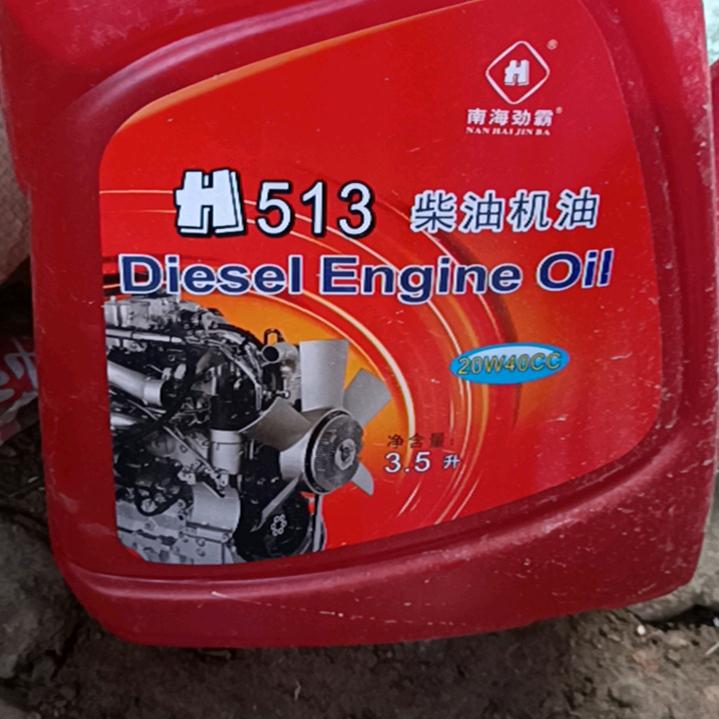 H
®
南海劲霸®
NAN HAI JIN BA
H513 柴油机油
Diesel Engine Oil
20W40CC
净含量:
3.5 升